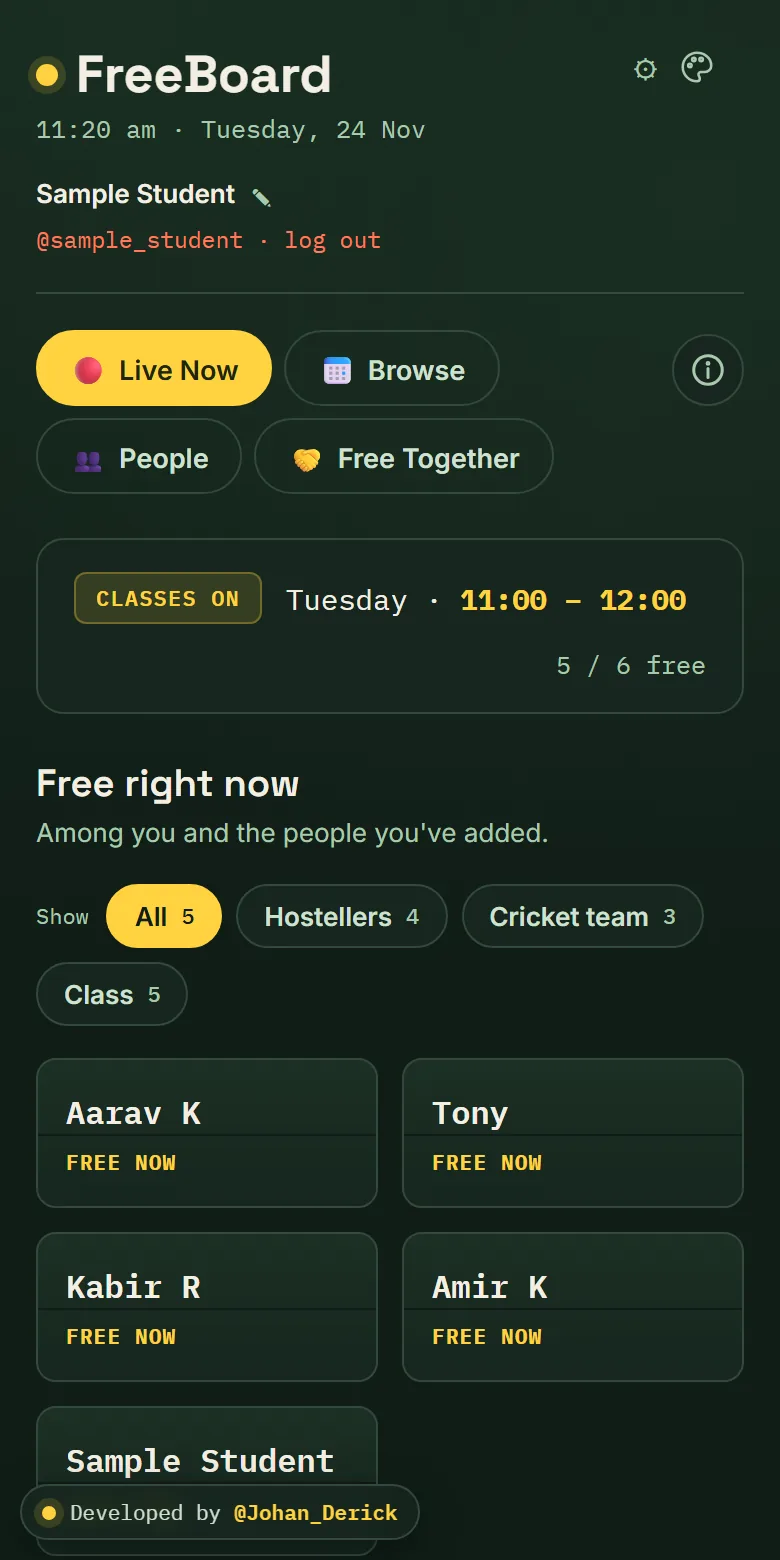 FreeBoard
11:20 am · Tuesday, 24 Nov
Sample Student
@sample_student · log out
Live Now
Browse
People
Free Together
CLASSES ON Tuesday · 11:00 – 12:00
5 / 6 free
Free right now
Among you and the people you've added.
Show All 5 Hostellers 4 Cricket team 3
Class 5
Aarav K
FREE NOW
Tony
FREE NOW
Kabir R
FREE NOW
Amir K
FREE NOW
Sample Student
Developed by @Johan_Derick